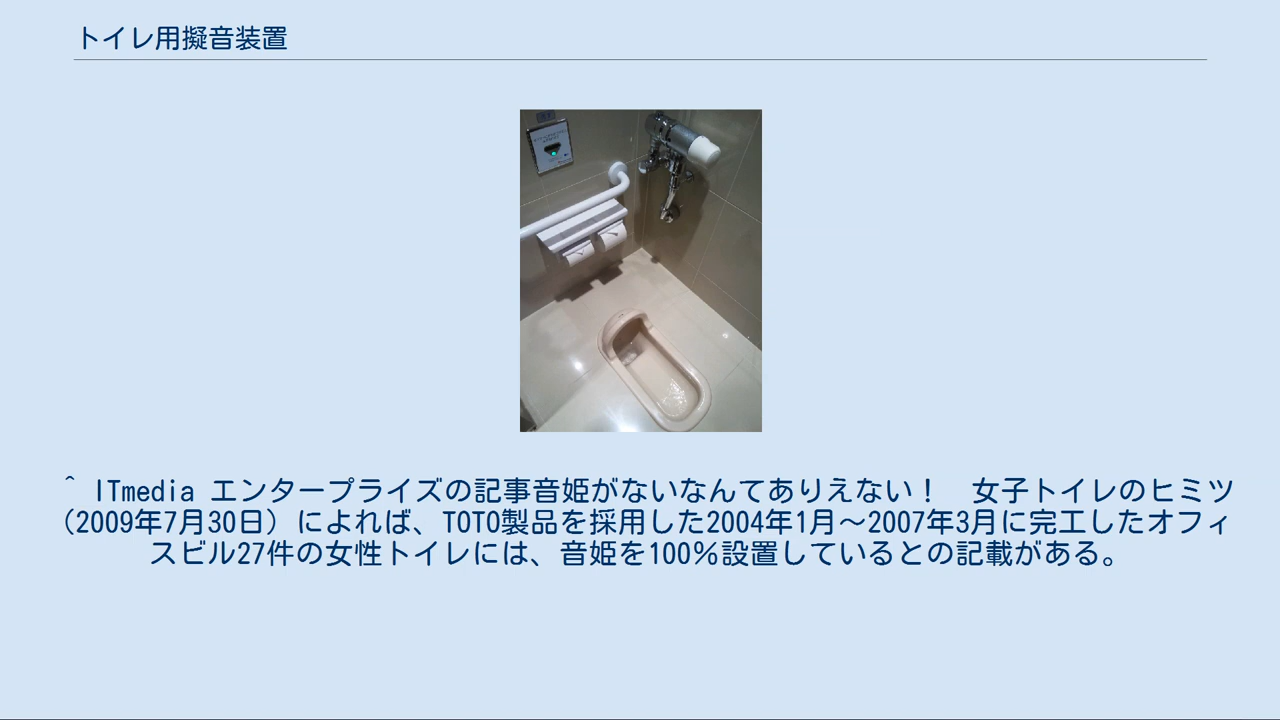 トイレ用擬音装置
^ ITmedia エンタープライズの記事音姫がないなんてありえない！　女子トイレのヒミツ
（2009年7月30日）によれば、TOTO製品を採用した2004年1月～2007年3月に完工したオフィ
スビル27件の女性トイレには、音姫を100％設置しているとの記載がある。